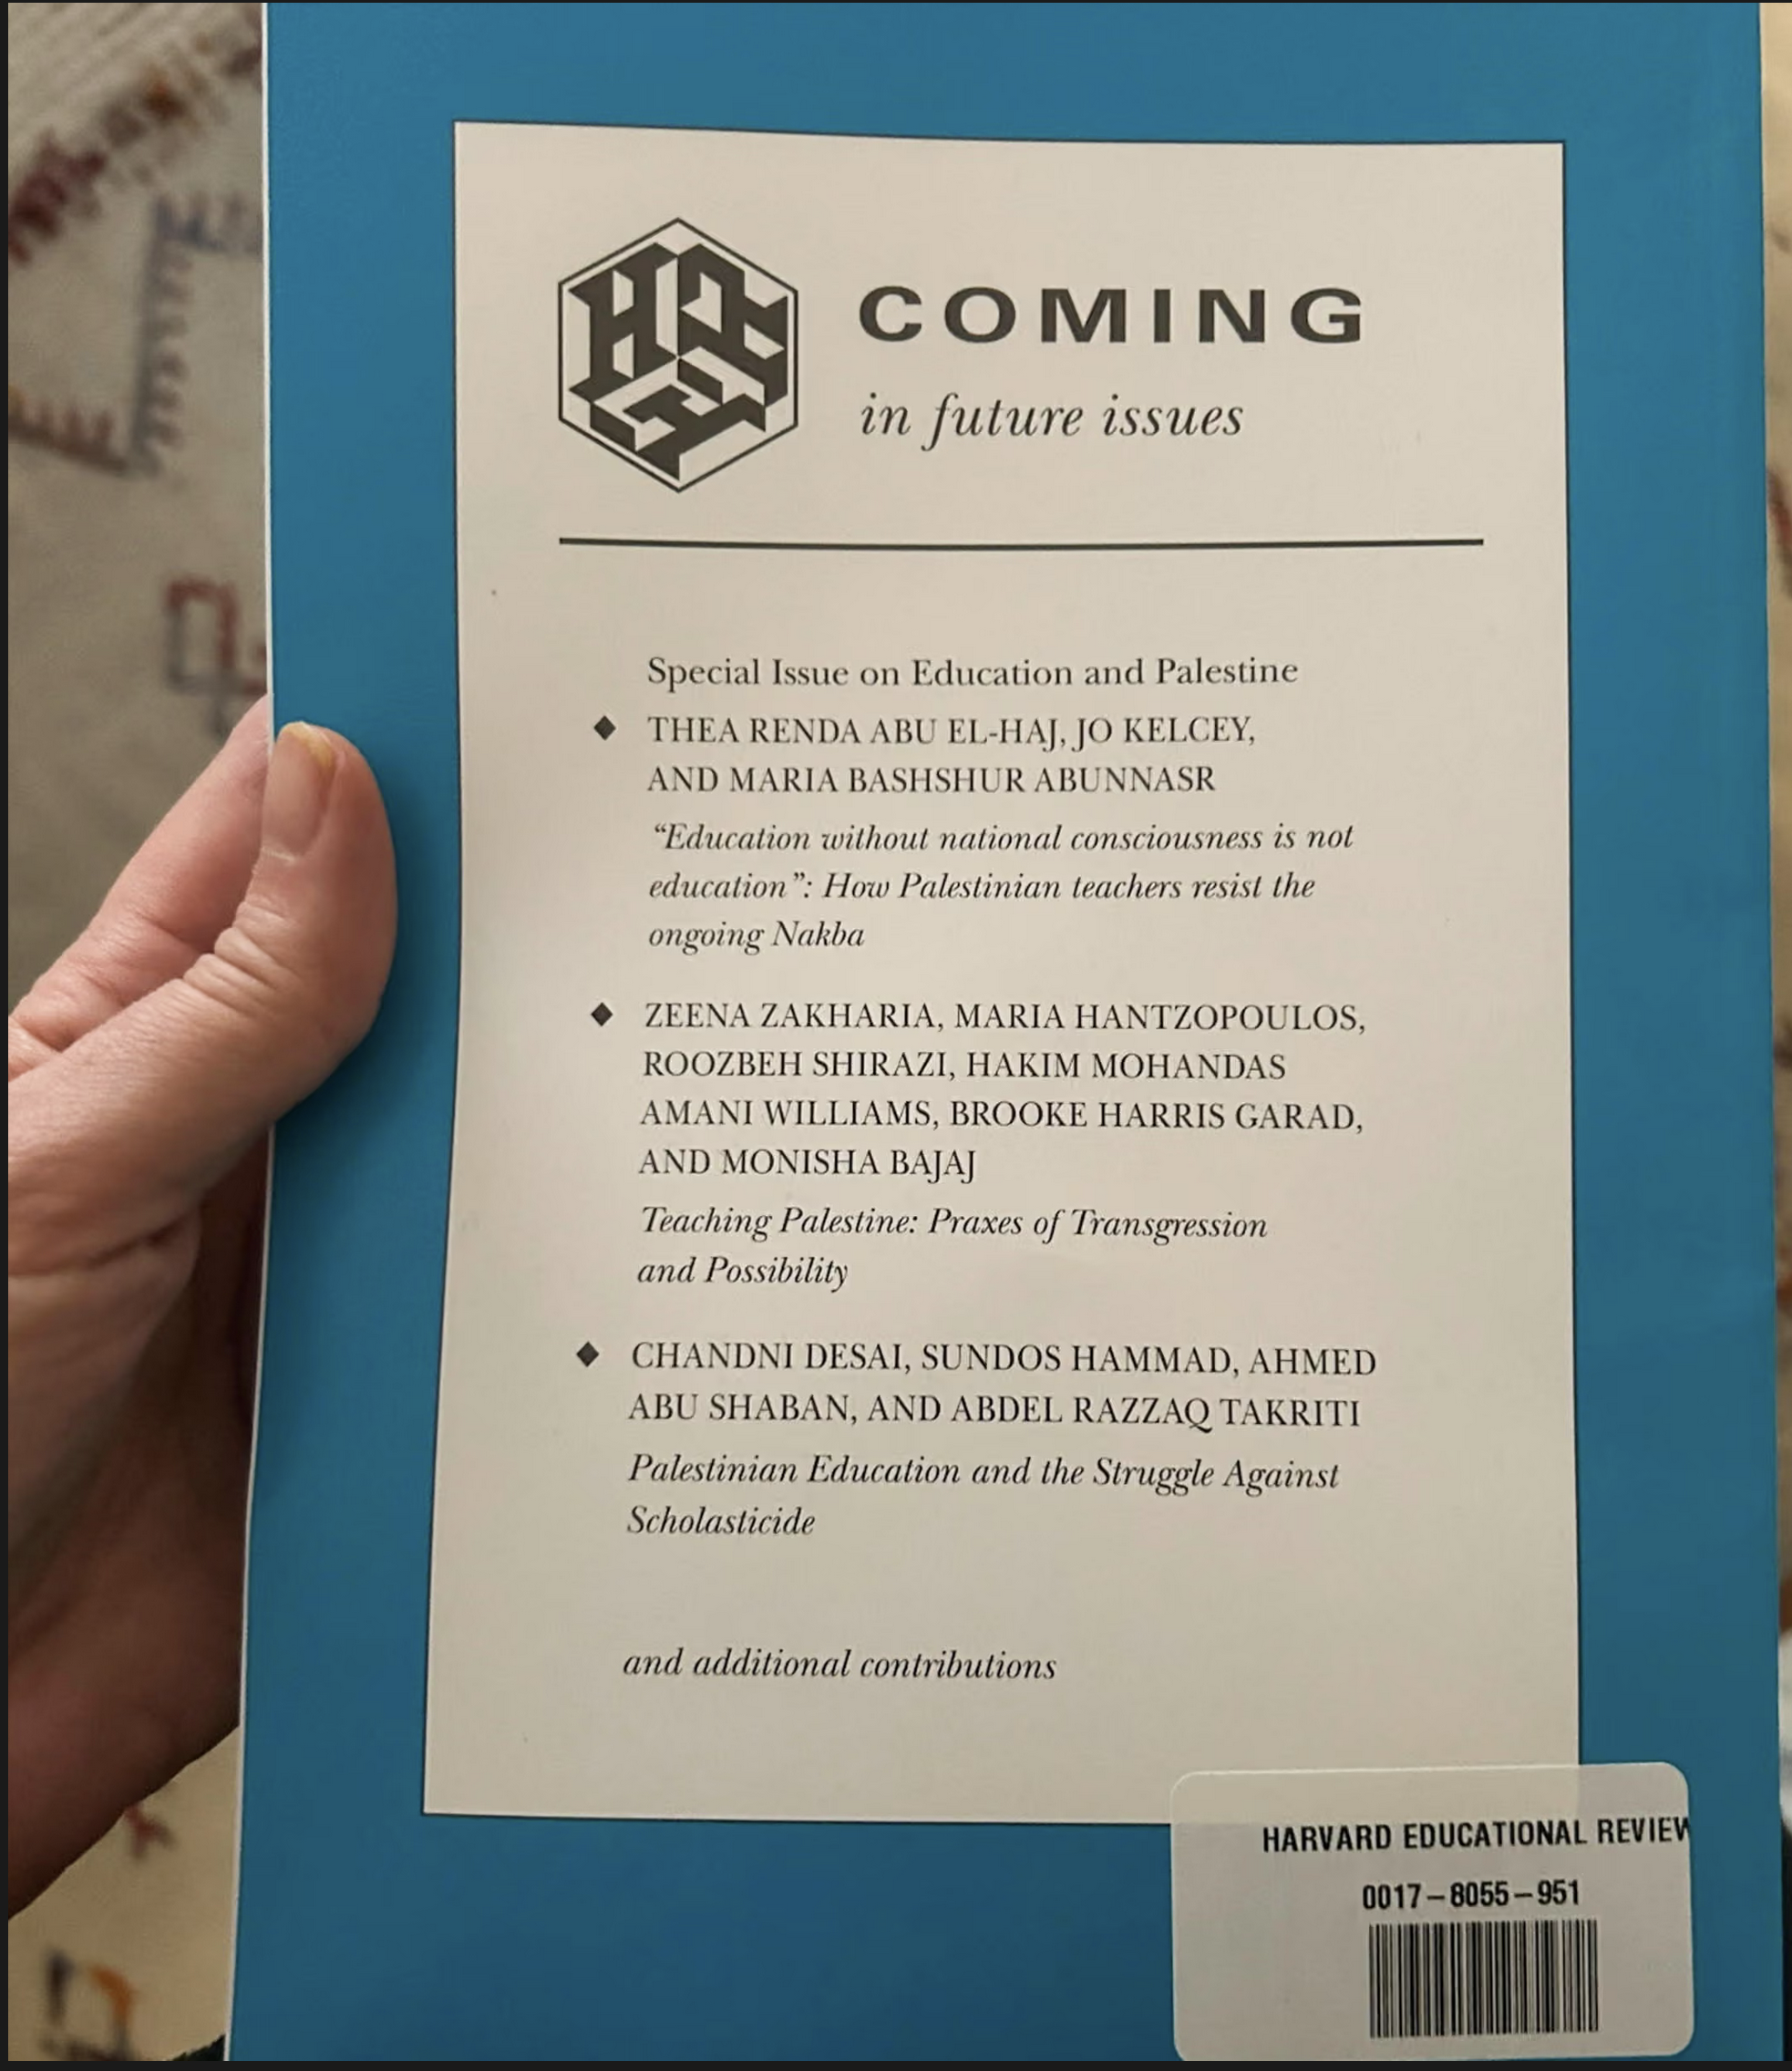 COMING
in future issues
Special Issue on Education and Palestine
◆ THEA RENDA ABU EL-HAJ, JO KELCEY,
AND MARIA BASHSHUR ABUNNASR
“Education without national consciousness is not
education”: How Palestinian teachers resist the
ongoing Nakba
◆ ZEENA ZAKHARIA, MARIA HANTZOPOULOS,
ROOZBEH SHIRAZI, HAKIM MOHANDAS
AMANI WILLIAMS, BROOKE HARRIS GARAD,
AND MONISHA BAJAJ
Teaching Palestine: Praxes of Transgression
and Possibility
◆ CHANDNI DESAI, SUNDOS HAMMAD, AHMED
ABU SHABAN, AND ABDEL RAZZAQ TAKRITI
Palestinian Education and the Struggle Against
Scholasticide
and additional contributions
HARVARD EDUCATIONAL REVIEW
0017–8055–951